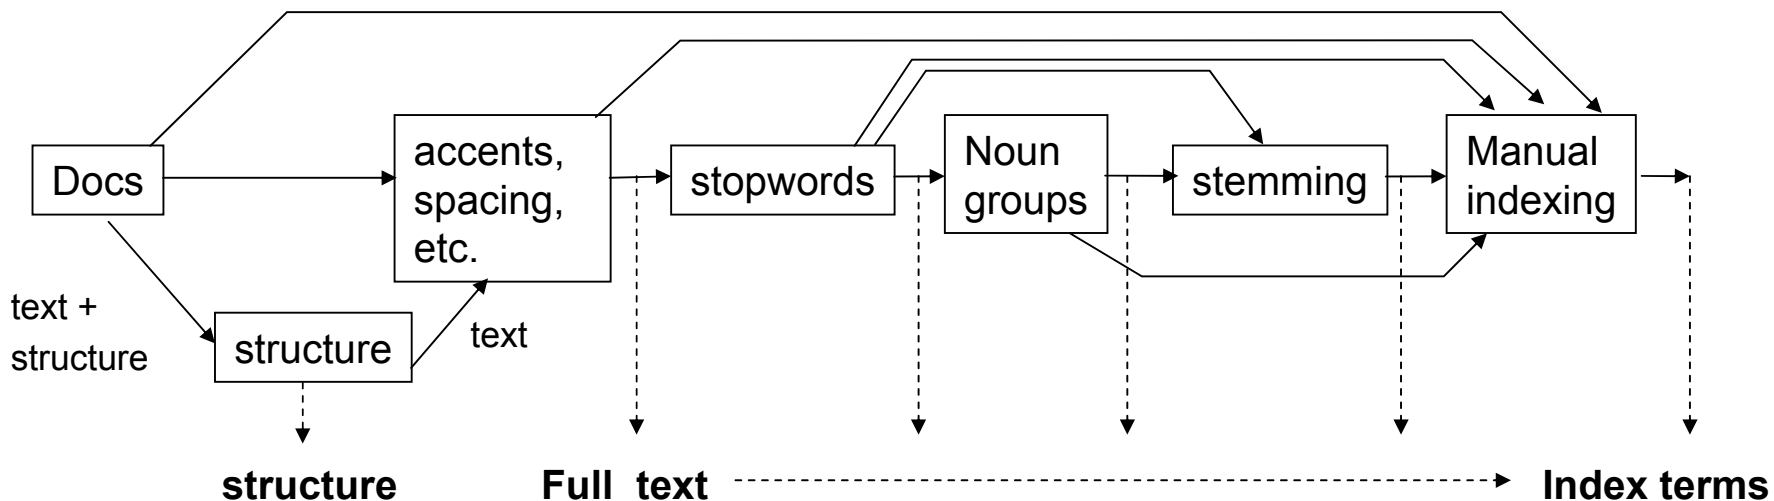 Docs
accents,
spacing,
etc.
stopwords
Noun
groups
stemming
Manual
indexing
text +
structure
structure
text
structure
Full text
Index terms